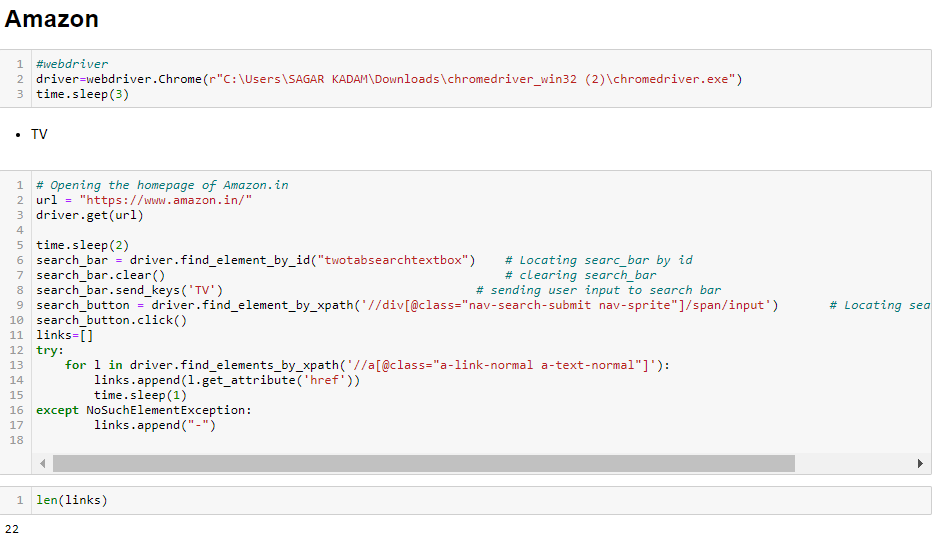 Amazon
1 #webdriver
2 driver=webdriver.Chrome(r"C:\Users\SAGAR KADAM\Downloads\chromedriver_win32 (2)\chromedriver.exe")
3 time.sleep(3)
• TV
1 # Opening the homepage of Amazon.in
2 url = "https://www.amazon.in/"
3 driver.get(url)
4
5 time.sleep(2)
6 search_bar = driver.find_element_by_id("twotabsearchtextbox")    # Locating searc_bar by id
7 search_bar.clear()    # clearing search_bar
8 search_bar.send_keys('TV')    # sending user input to search bar
9 search_button = driver.find_element_by_xpath('//div[@class="nav-search-submit nav-sprite"]/span/input')    # Locating sea
10 search_button.click()
11 links=[]
12 try:
13     for l in driver.find_elements_by_xpath('//a[@class="a-link-normal a-text-normal"]'):
14         links.append(l.get_attribute('href'))
15         time.sleep(1)
16 except NoSuchElementException:
17         links.append("-")
18
1 len(links)
22